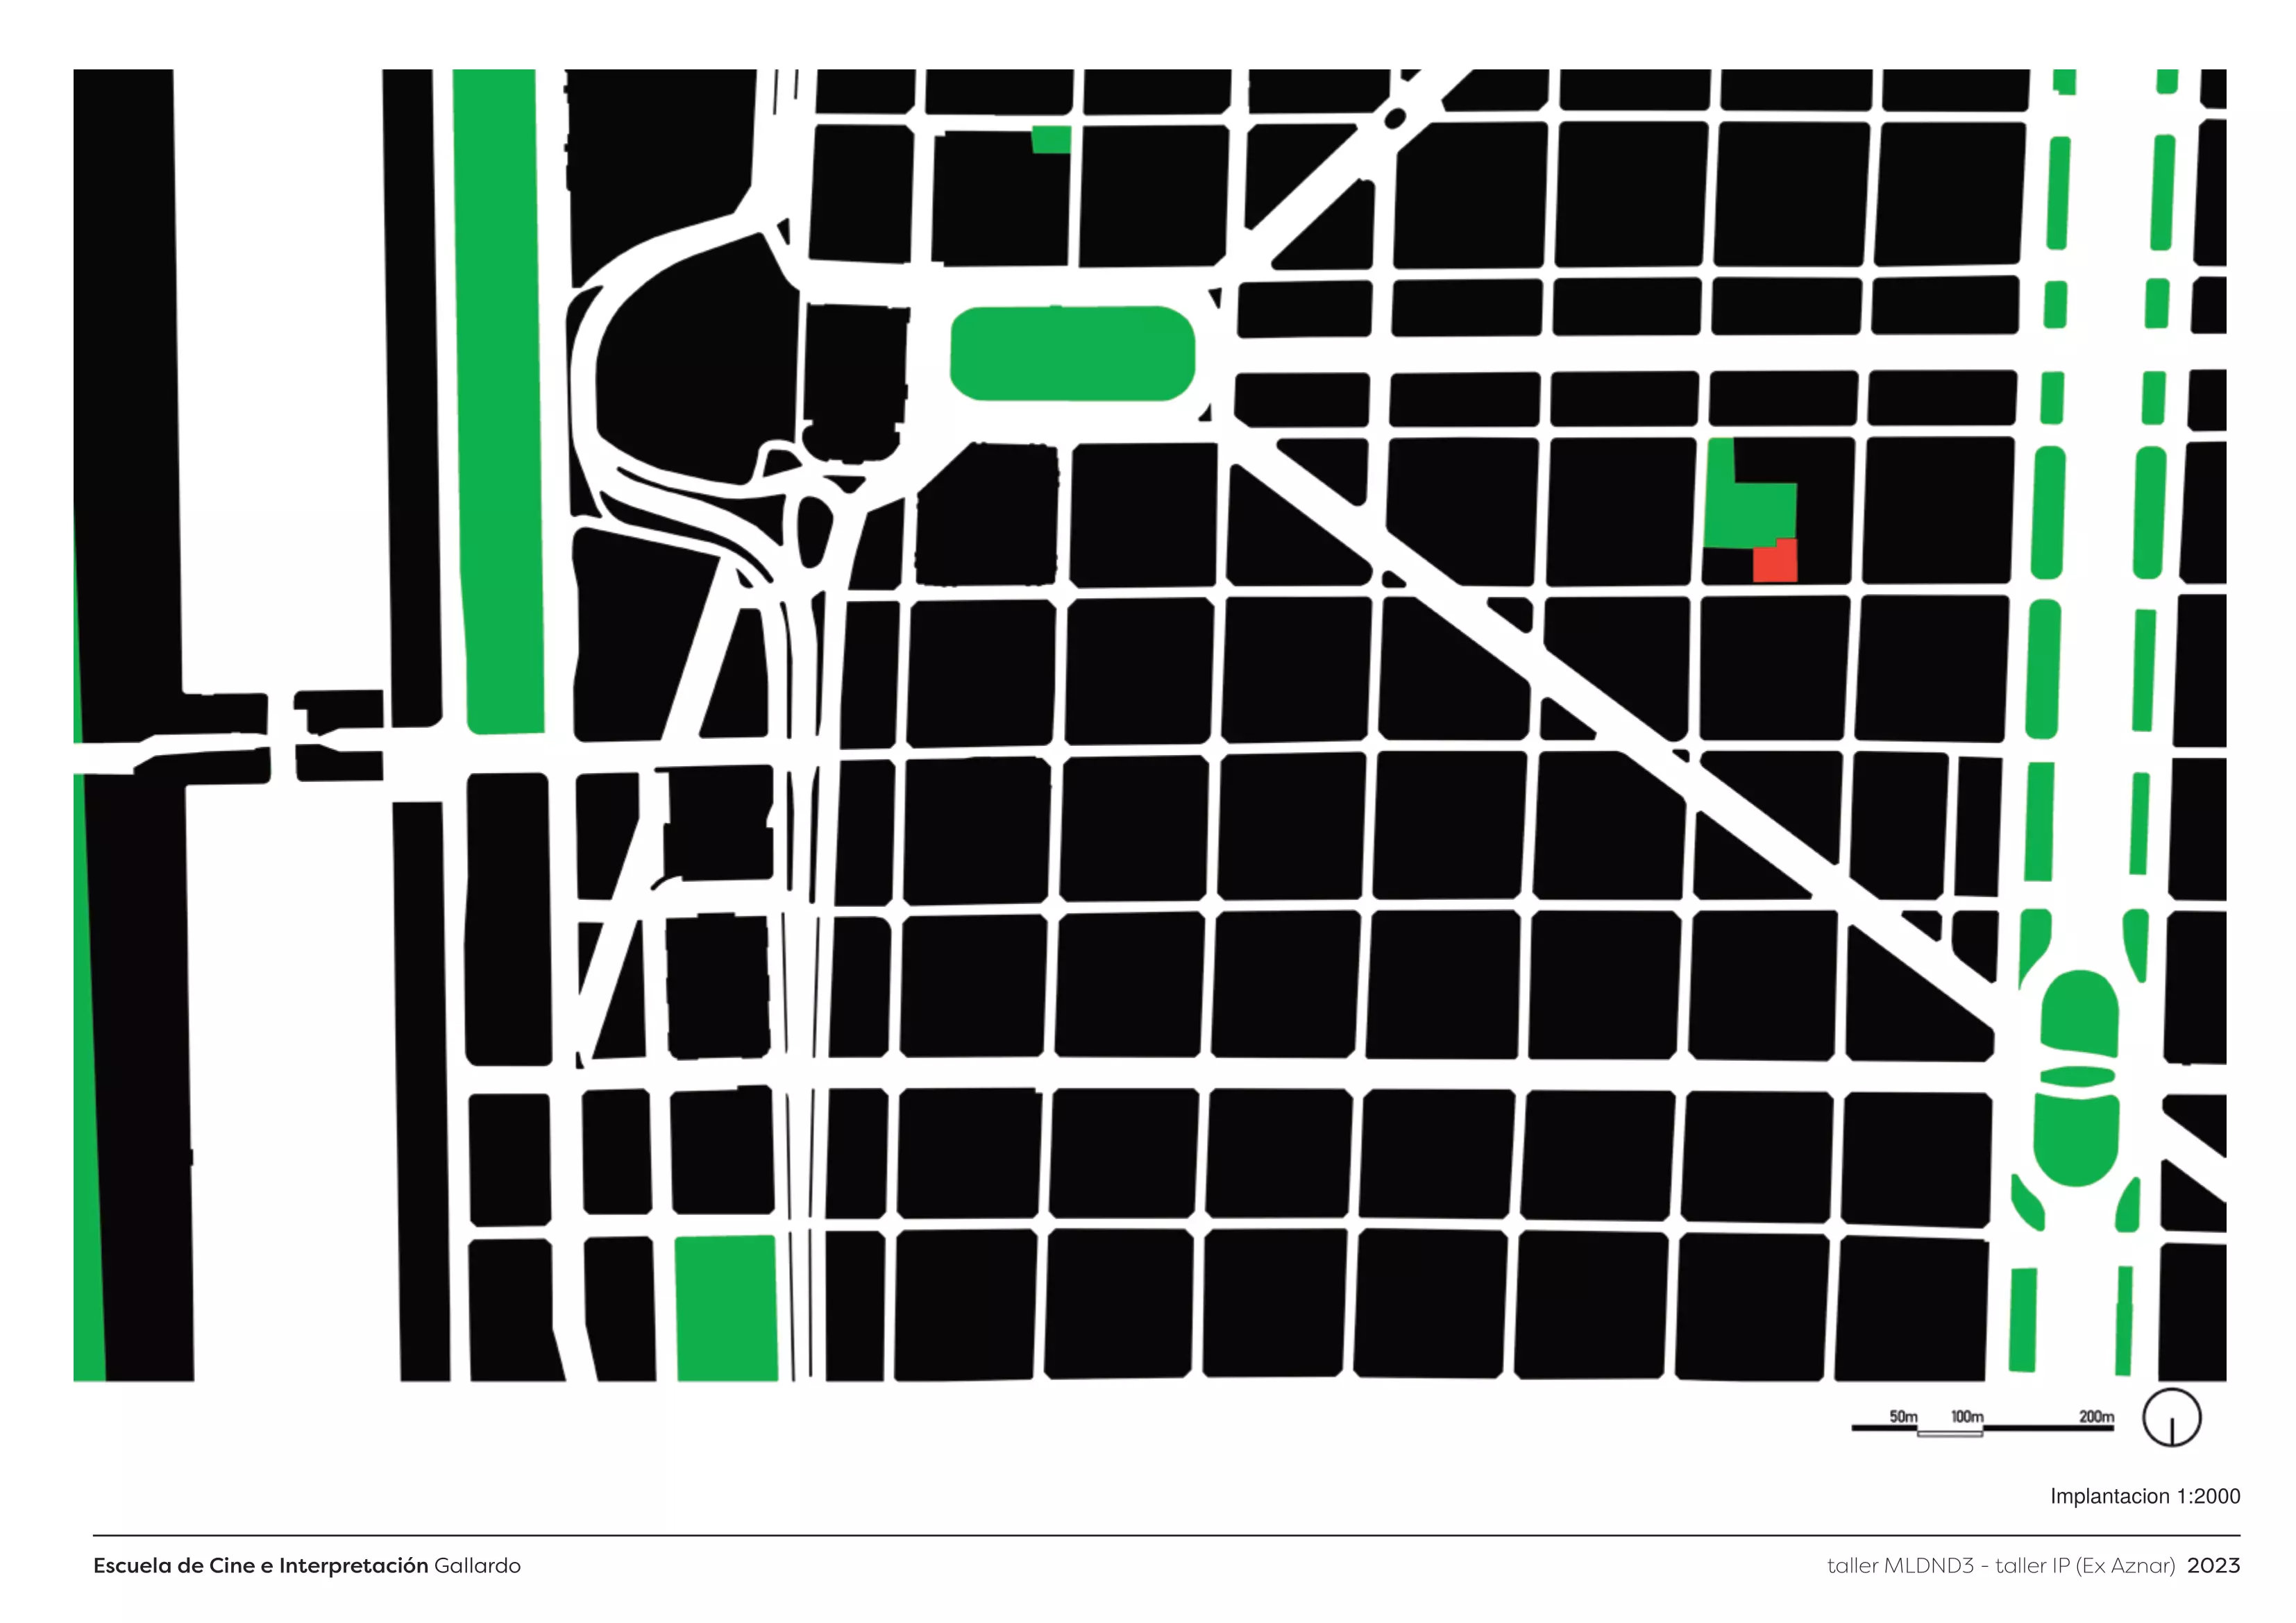 50m 100m 200m
Implantacion 1:2000
Escuela de Cine e Interpretación Gallardo
taller MLDND3 - taller IP (Ex Aznar) 2023